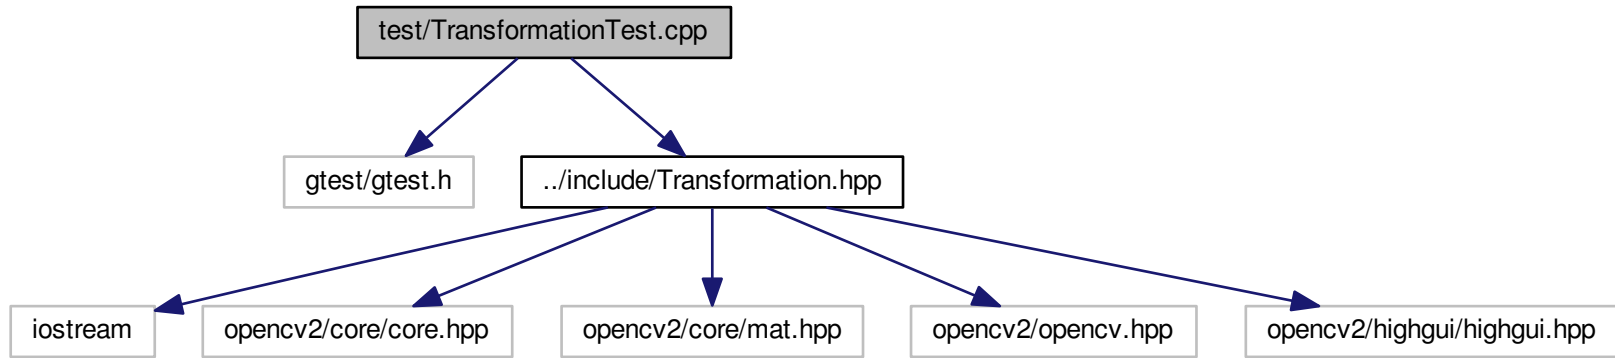 test/TransformationTest.cpp
gtest/gtest.h
../include/Transformation.hpp
iostream
opencv2/core/core.hpp
opencv2/core/mat.hpp
opencv2/opencv.hpp
opencv2/highgui/highgui.hpp